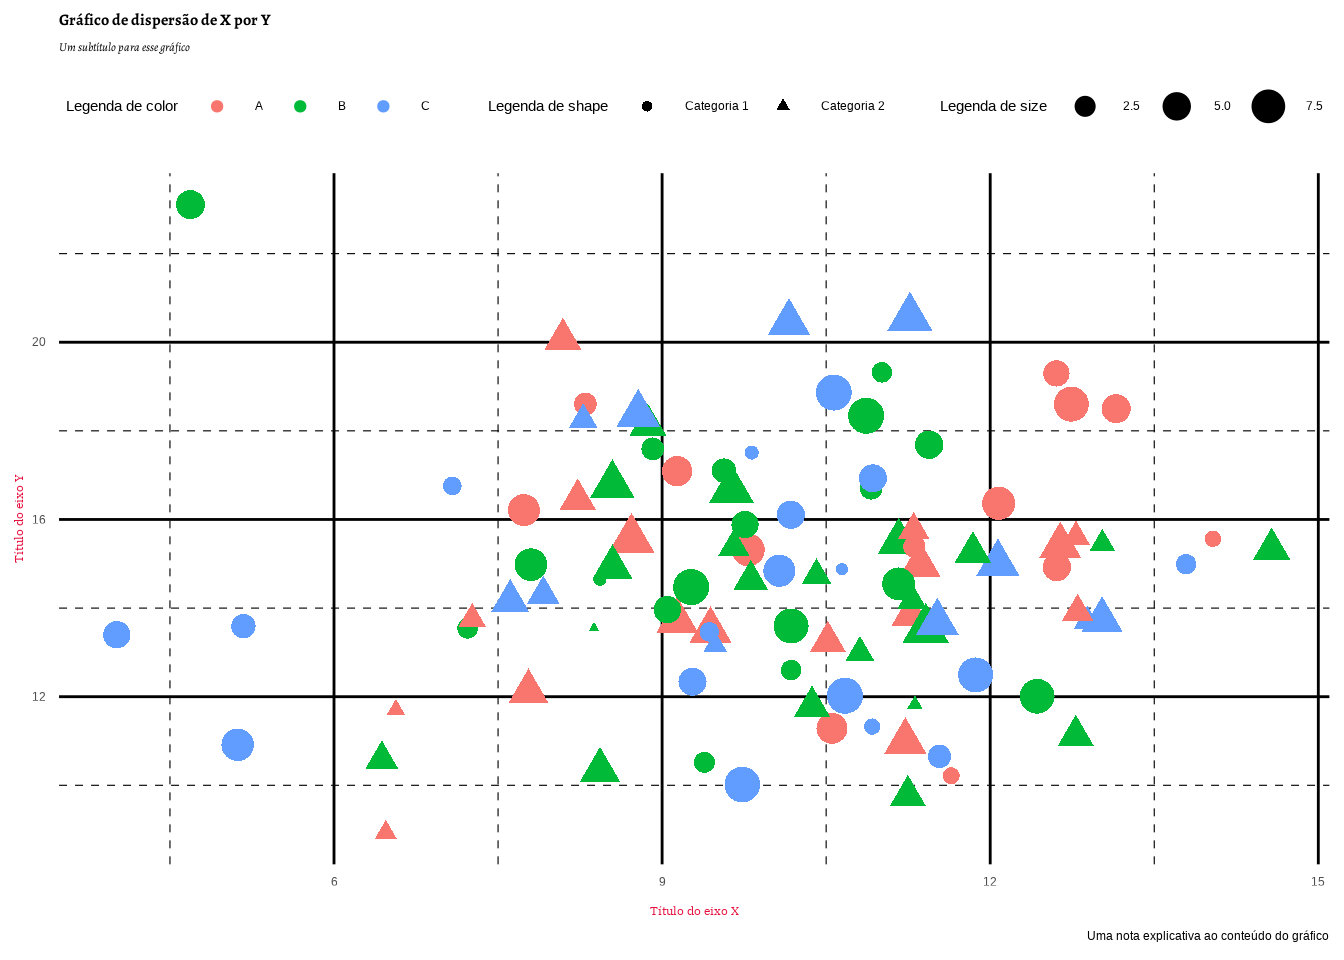 Gráfico de dispersão de X por Y
Um subtítulo para esse gráfico
Legenda de color A B C Legenda de shape Categoria 1 Categoria 2 Legenda de size 2.5 5.0 7.5
20
16
12
Título do eixo Y
6 9 12 15
Título do eixo X
Uma nota explicativa ao conteúdo do gráfico